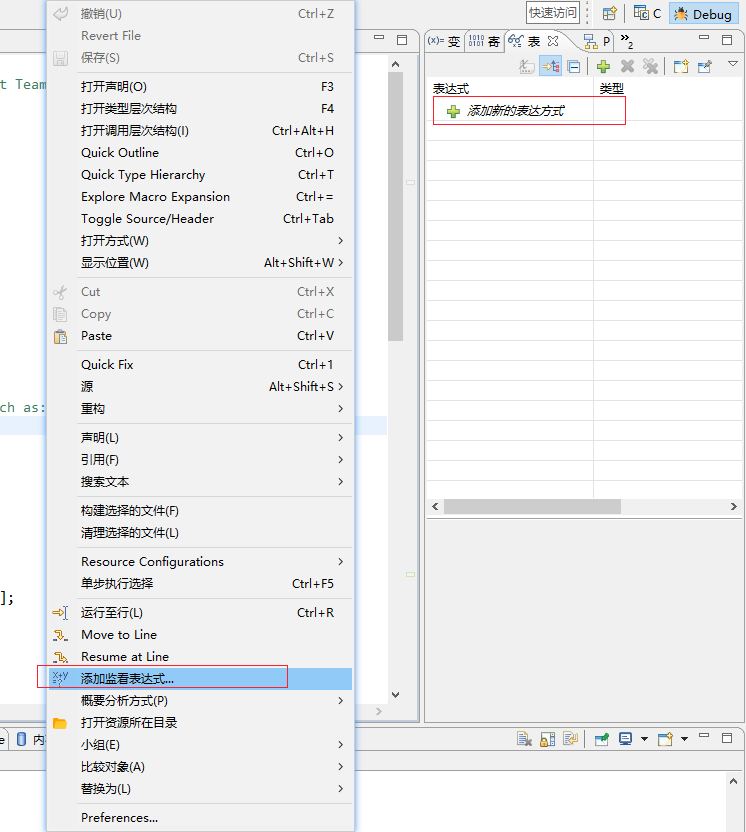 快速访问
C
Debug
撤销(U) Ctrl+Z
Revert File
保存(S) Ctrl+S
打开声明(O) F3
打开类型层次结构 F4
打开调用层次结构(I) Ctrl+Alt+H
Quick Outline Ctrl+O
Quick Type Hierarchy Ctrl+T
Explore Macro Expansion Ctrl+=
Toggle Source/Header Ctrl+Tab
打开方式(W)
显示位置(W) Alt+Shift+W
Cut Ctrl+X
Copy Ctrl+C
Paste Ctrl+V
Quick Fix Ctrl+1
源 Alt+Shift+S
重构
声明(L)
引用(F)
搜索文本
构建选择的文件(F)
清理选择的文件(L)
Resource Configurations
单步执行选择 Ctrl+F5
运行至行(L) Ctrl+R
Move to Line
Resume at Line
添加监看表达式...
概要分析方式(P)
打开资源所在目录
小组(E)
比较对象(A)
替换为(L)
Preferences...
t Team
ch as:
];
e 内
(x)= 变 1010 0101 寄 表 P »2
表达式 类型
添加新的表达方式